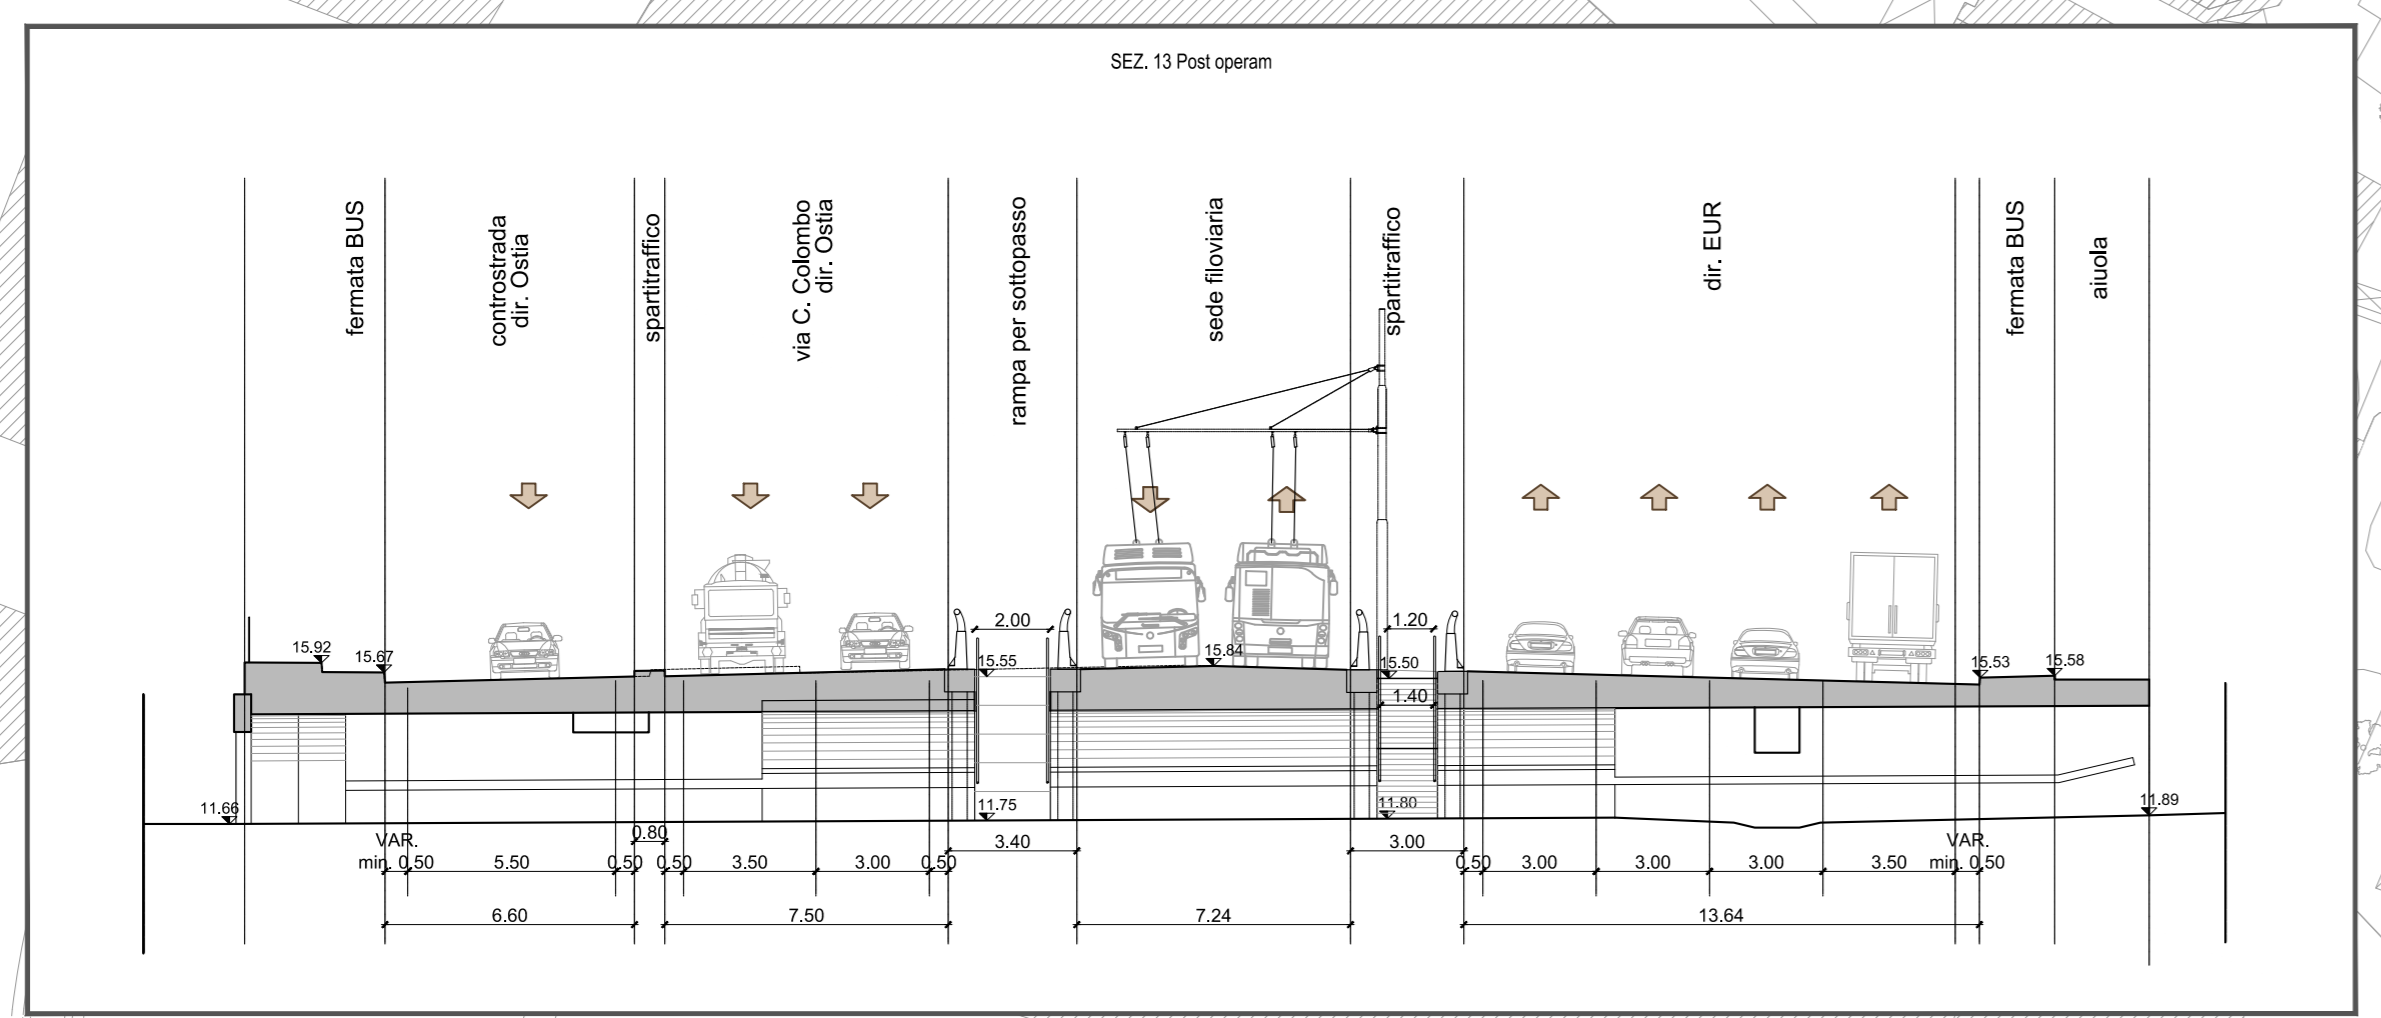 SEZ. 13 Post operam
fermata BUS
controstrada
dir. Ostia
spartitraffico
via C. Colombo
dir. Ostia
rampa per sottopasso
sede filoviaria
spartitraffico
dir. EUR
fermata BUS
aiuola
2.00
1.20
15.92
15.67
15.55
15.84
15.50
15.53
15.58
1.40
11.66
11.75
11.80
11.89
VAR.
0.80
3.40
3.00
VAR.
min. 0,50
5.50
0.50
0.50
3.50
3.00
0.50
0.50
3.00
3.00
3.00
3.50
min. 0,50
6.60
7.50
7.24
13.64